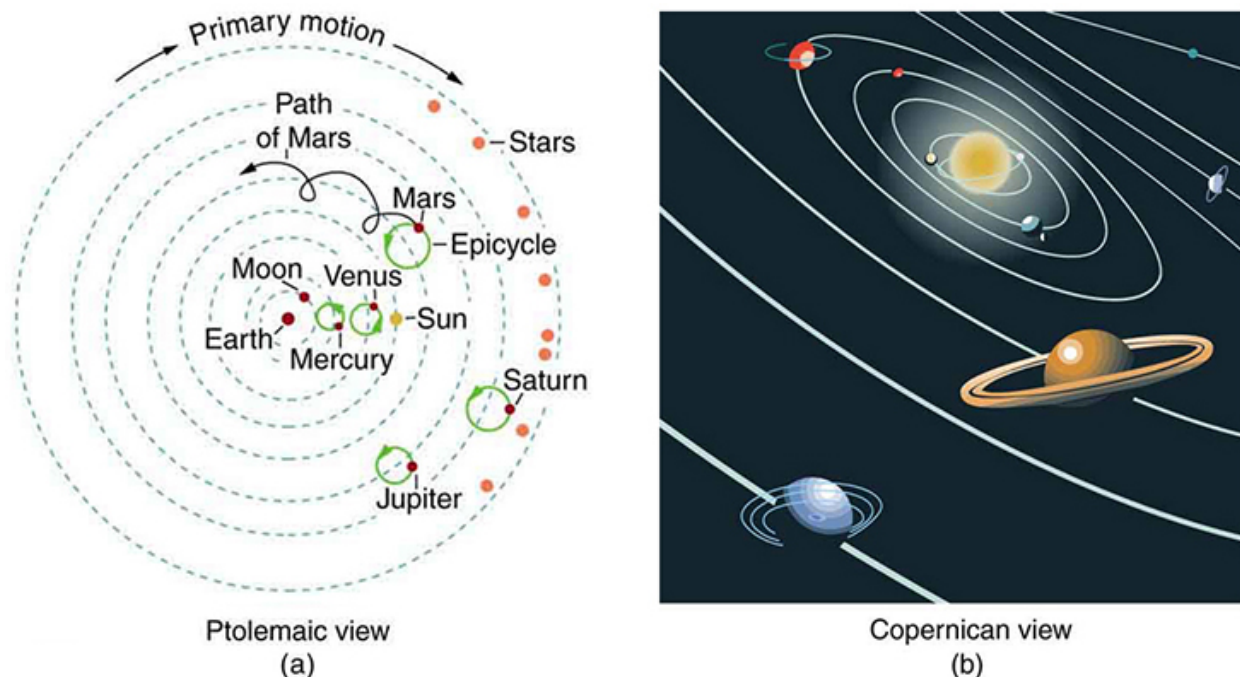 Primary motion
Path
of Mars
Stars
Mars
Epicycle
Moon
Venus
Earth
Mercury
Sun
Saturn
Jupiter
Ptolemaic view
(a)
Copernican view
(b)